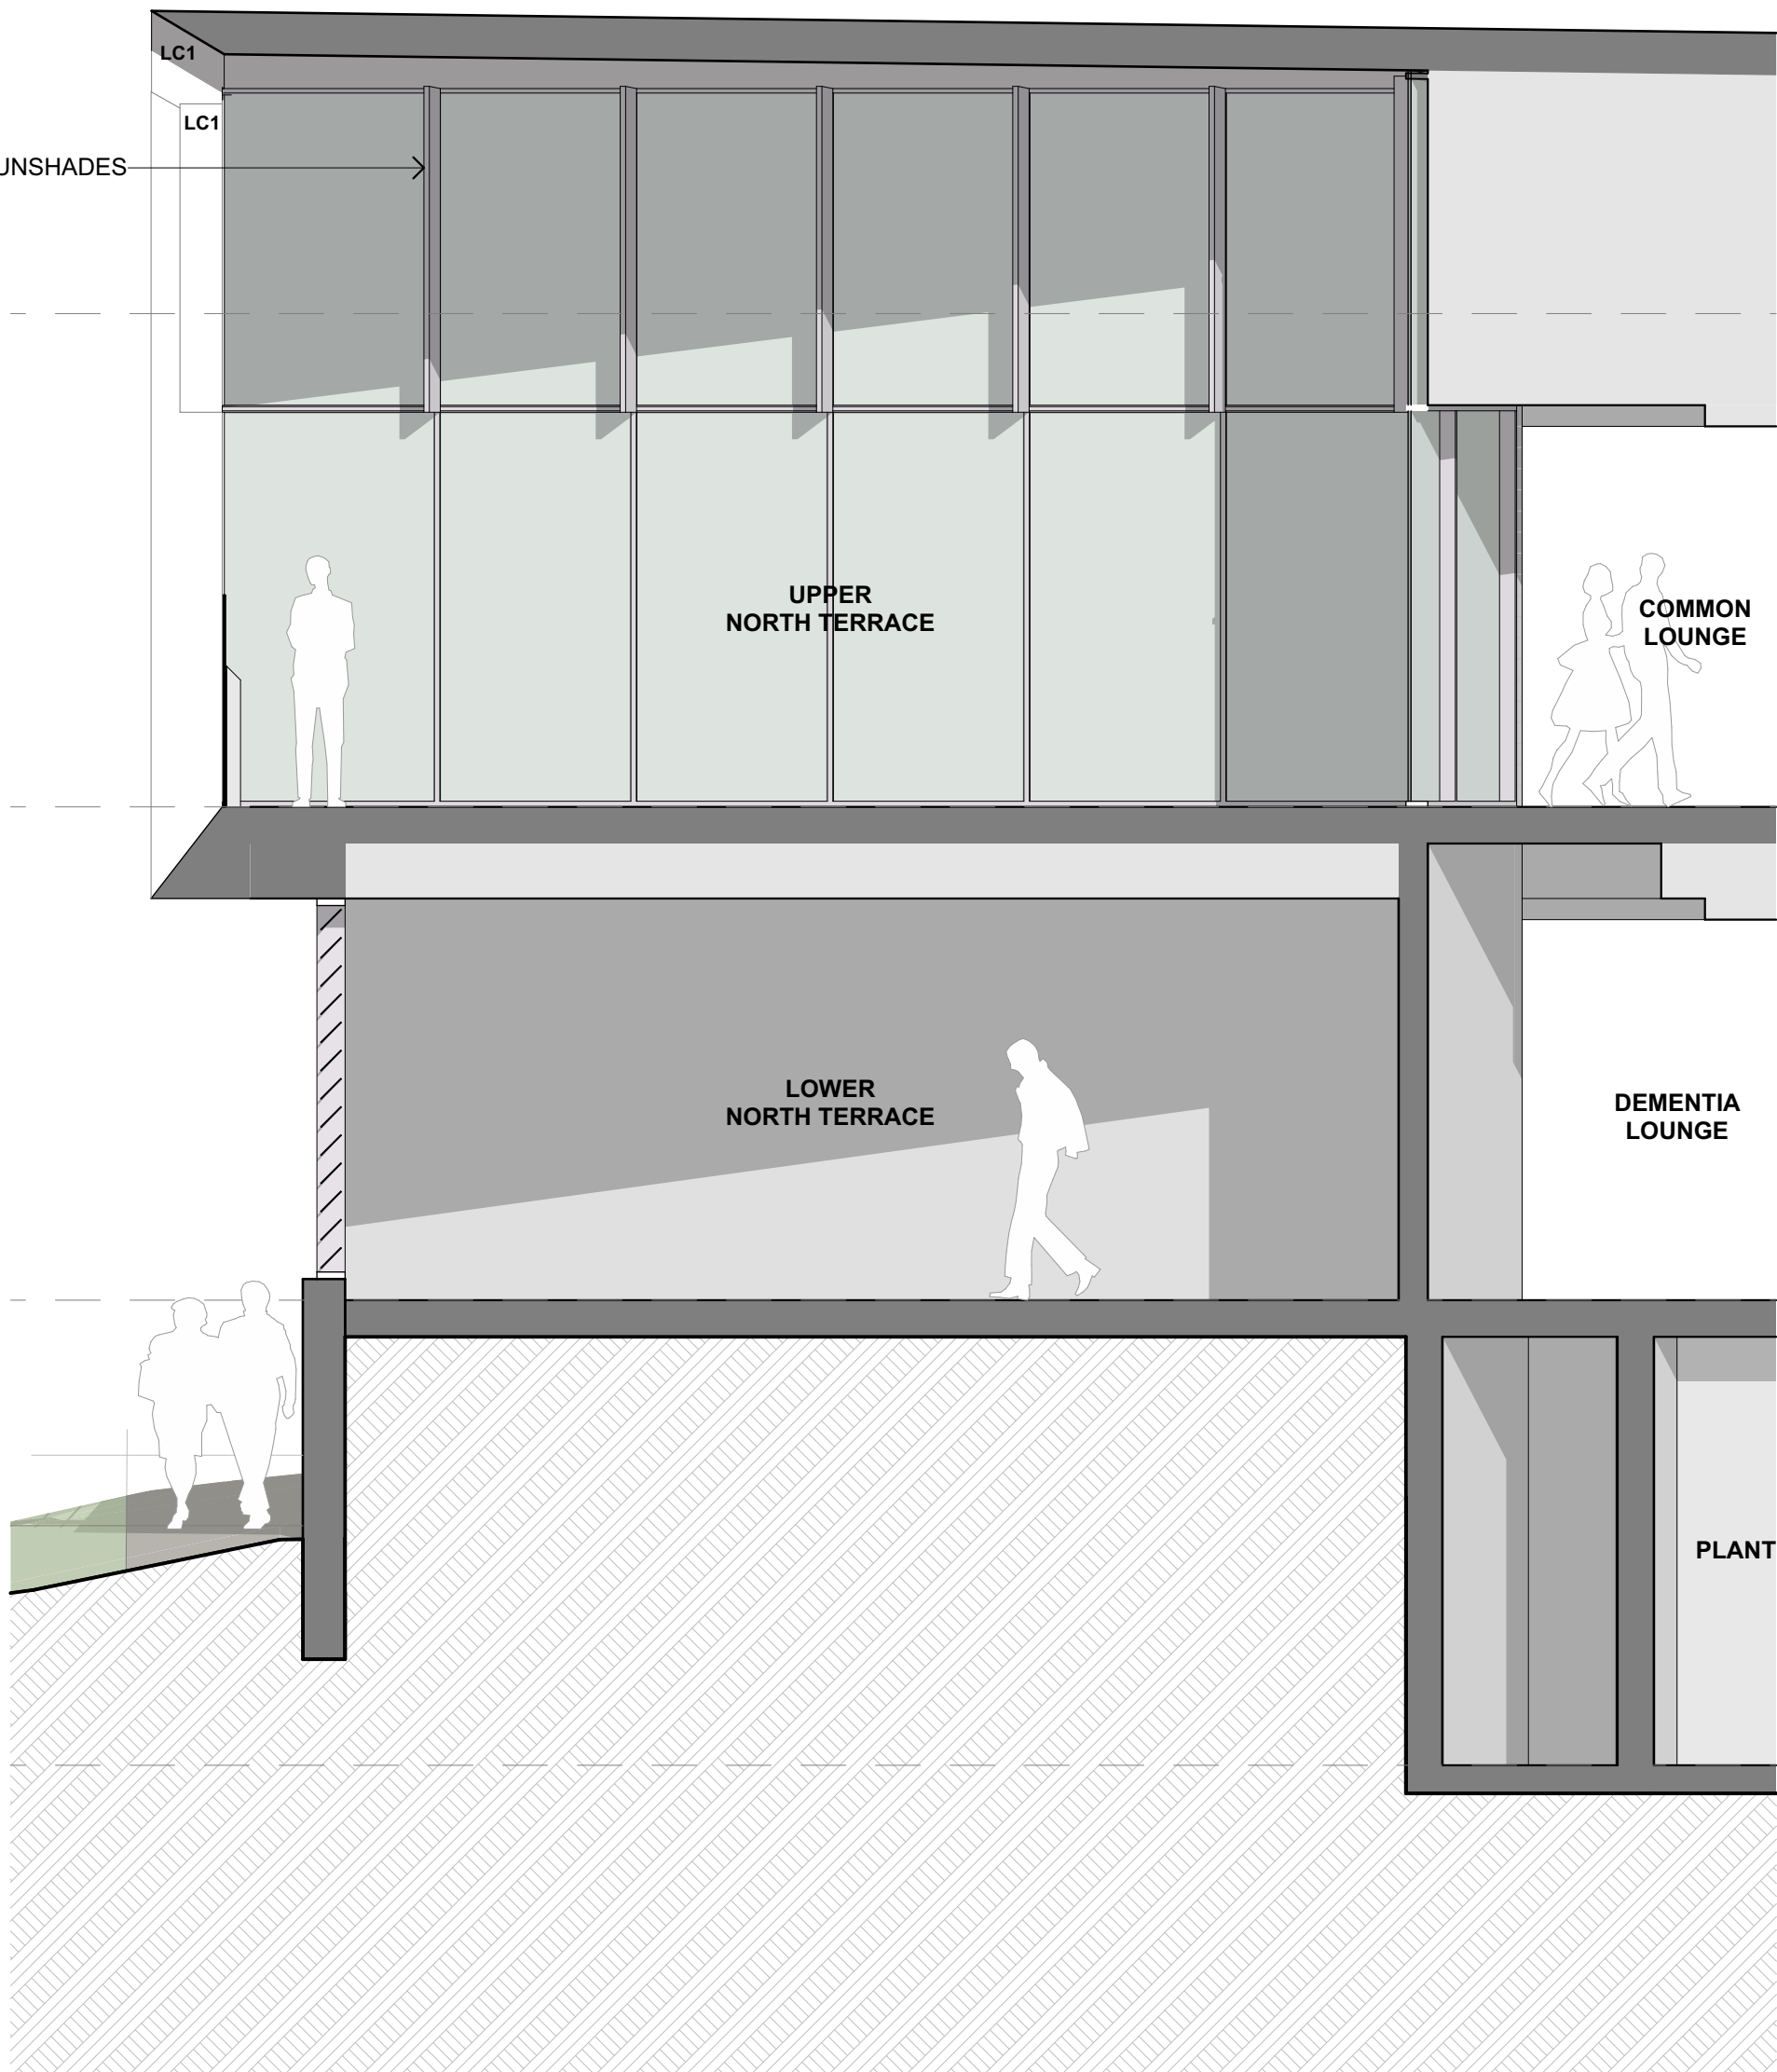 LC1
LC1
UNSHADES
UPPER
NORTH TERRACE
COMMON
LOUNGE
LOWER
NORTH TERRACE
DEMENTIA
LOUNGE
PLANT